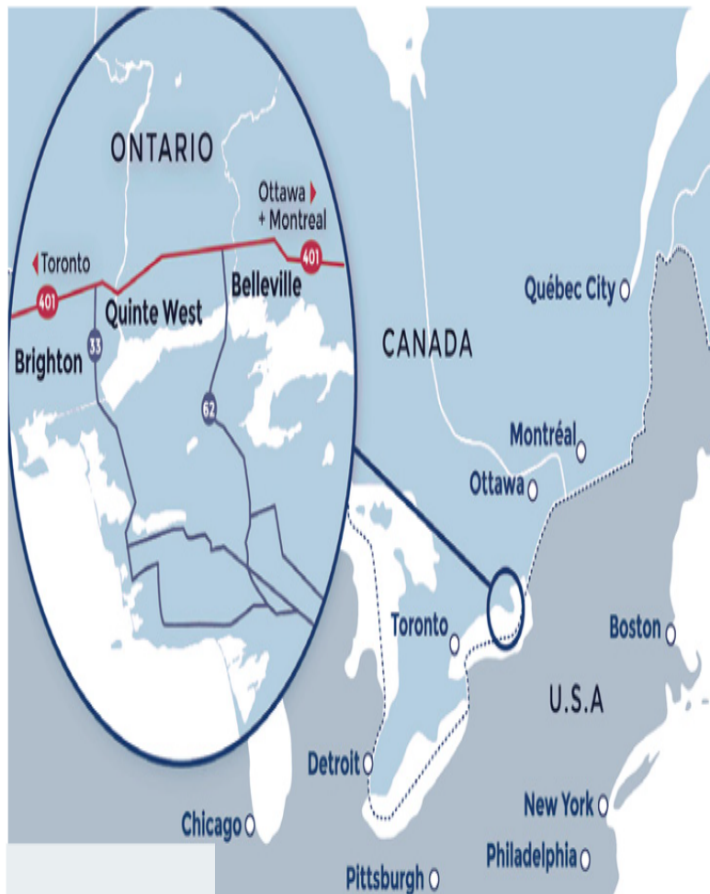 ONTARIO
Ottawa
+ Montreal
Toronto
401
401
Belleville
Quinte West
33
Brighton
62
Québec City
CANADA
Montréal
Ottawa
Toronto
Boston
U.S.A
Detroit
New York
Chicago
Philadelphia
Pittsburgh